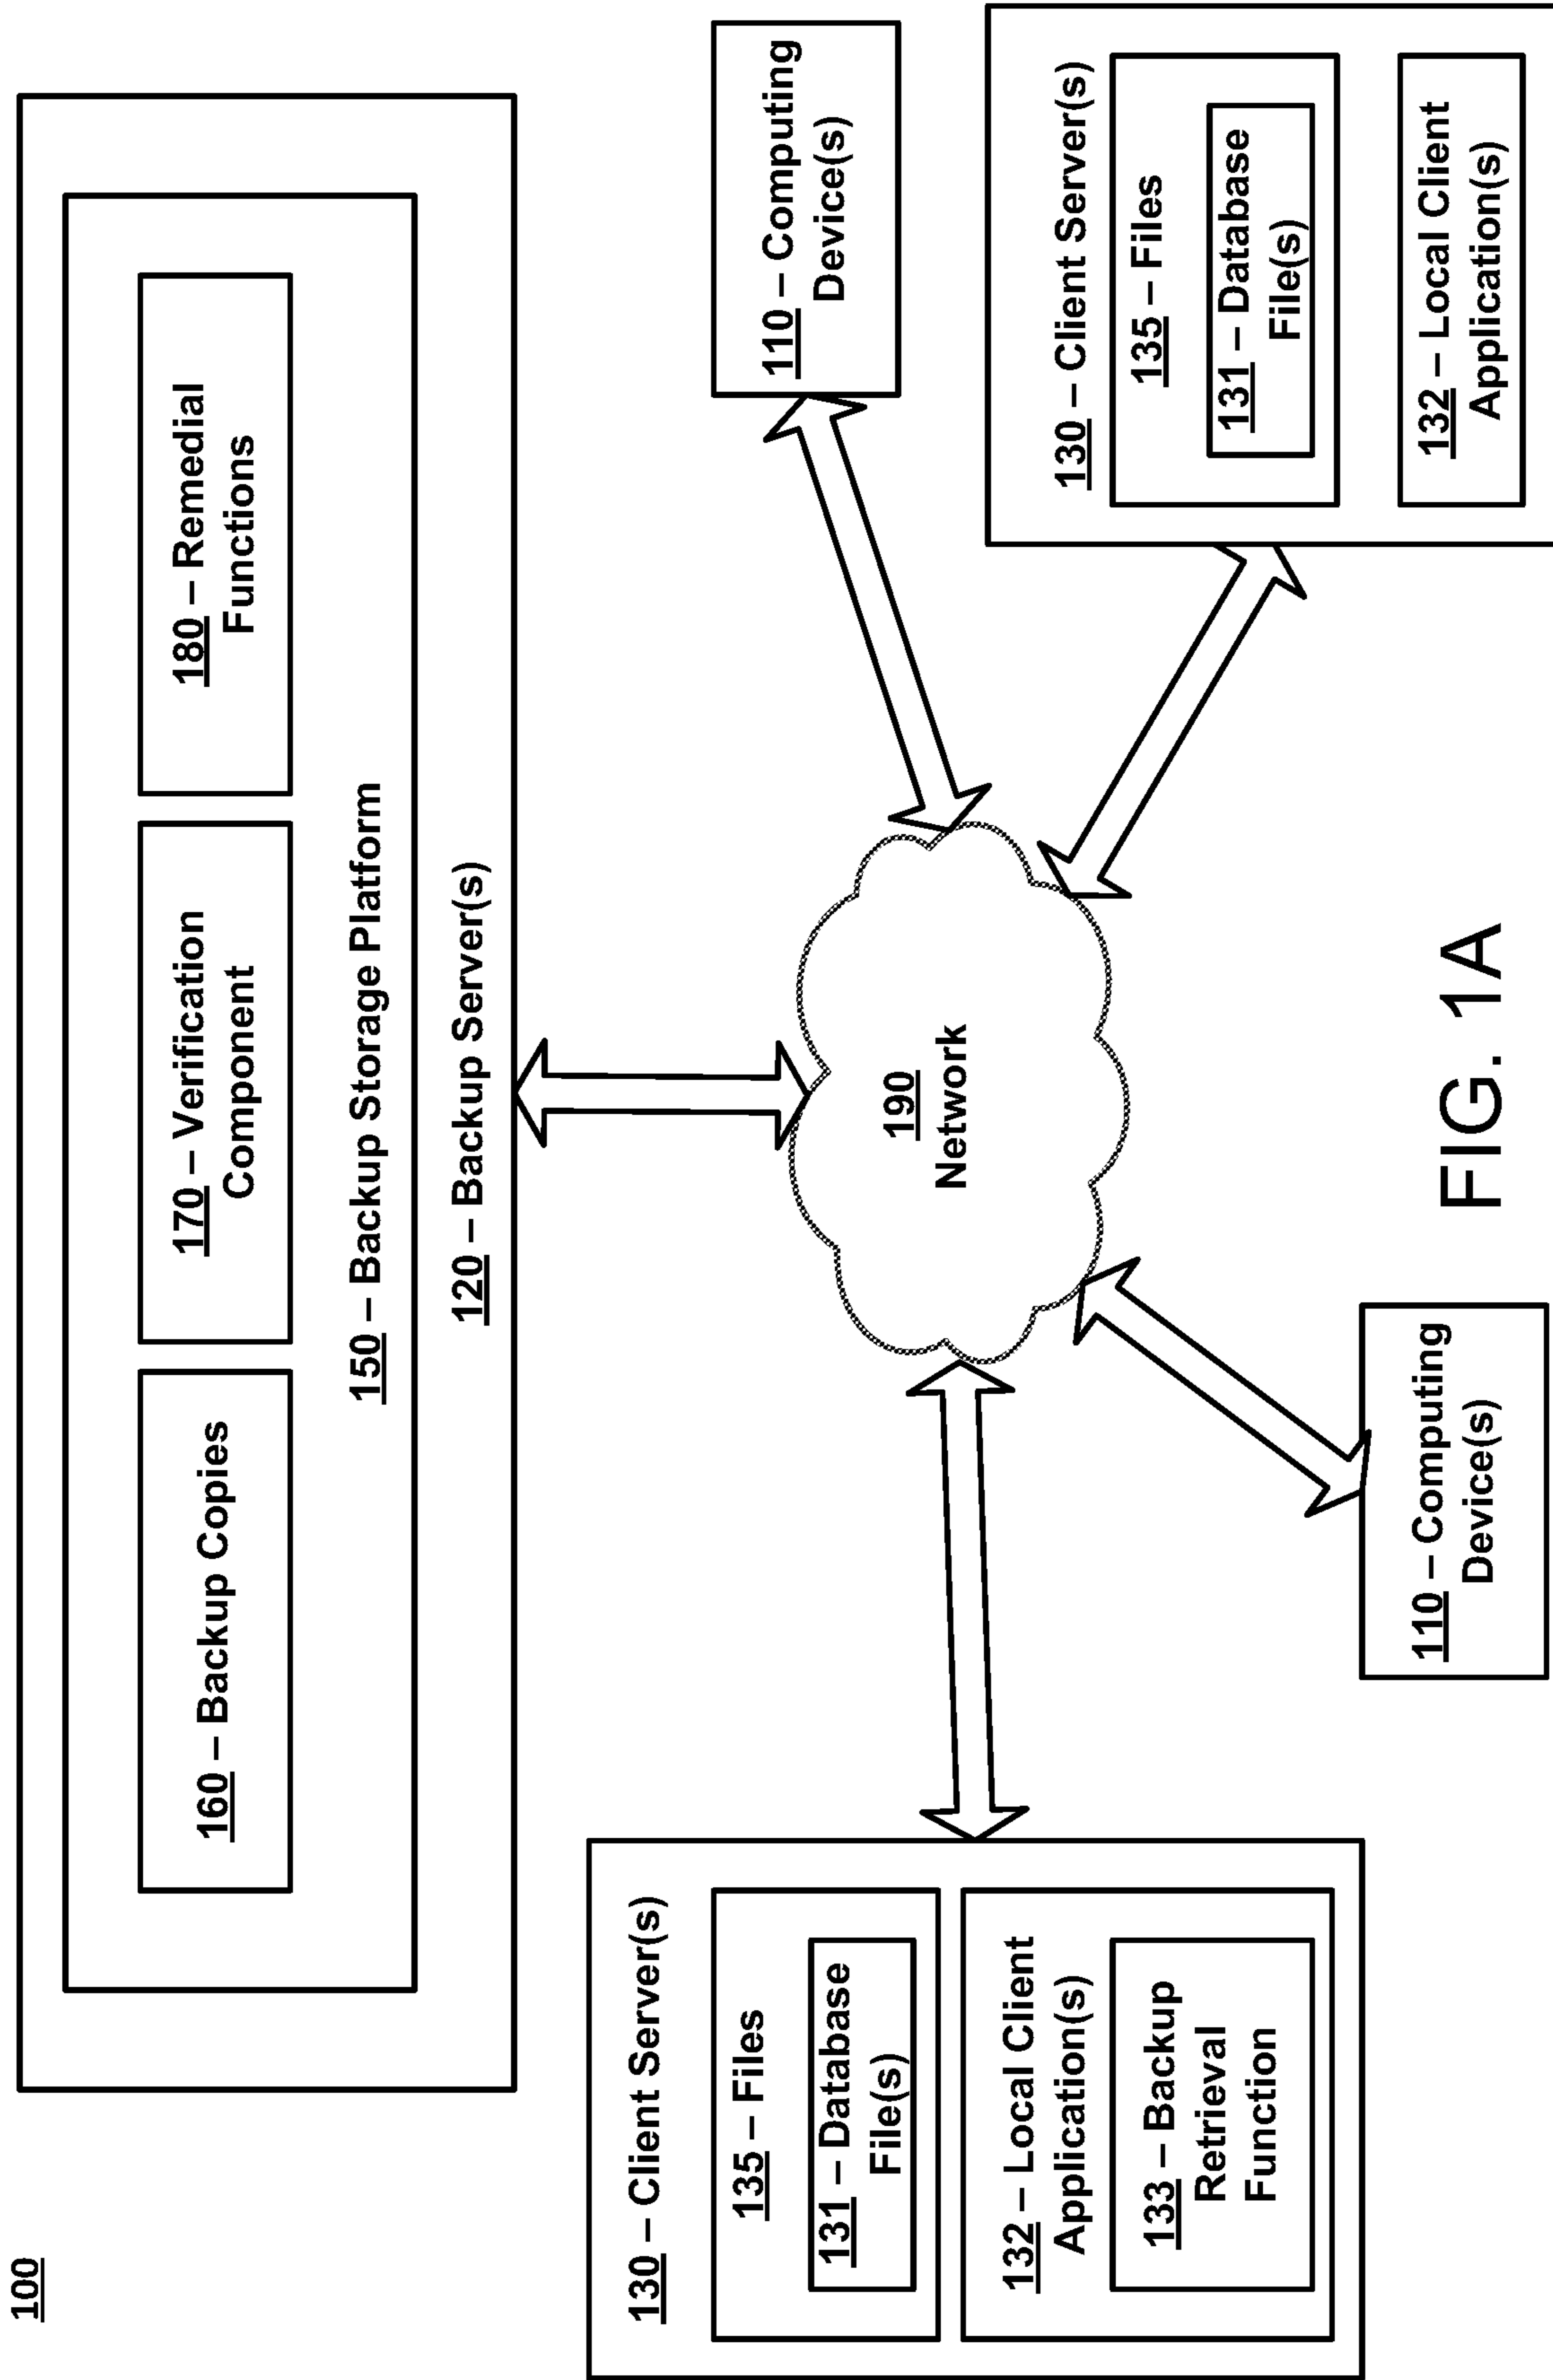 100
160 – Backup Copies
170 – Verification
Component
180 – Remedial
Functions
150 – Backup Storage Platform
120 – Backup Server(s)
130 – Client Server(s)
135 – Files
131 – Database
File(s)
132 – Local Client
Application(s)
133 – Backup
Retrieval
Function
190
Network
110 – Computing
Device(s)
110 – Computing
Device(s)
130 – Client Server(s)
135 – Files
131 – Database
File(s)
132 – Local Client
Application(s)
FIG. 1A